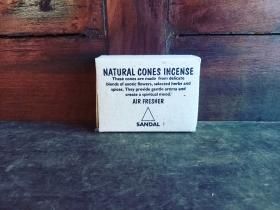 NATURAL CONES INCENSE
These cones are made from delicate
blends of exotic flowers, selected herbs and
spices. They provide gentle aroma and
create a spiritual mood.
AIR FRESHER
SANDAL